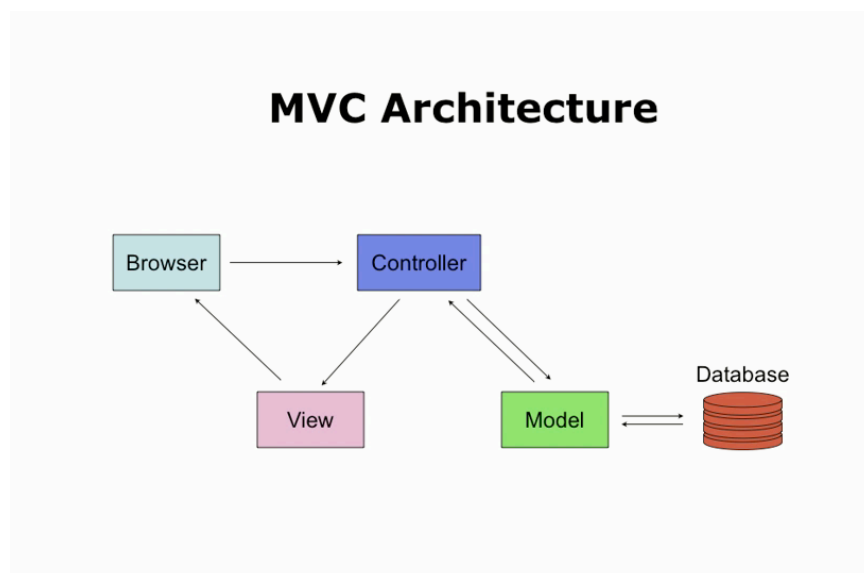 MVC Architecture
Browser
Controller
Database
View
Model